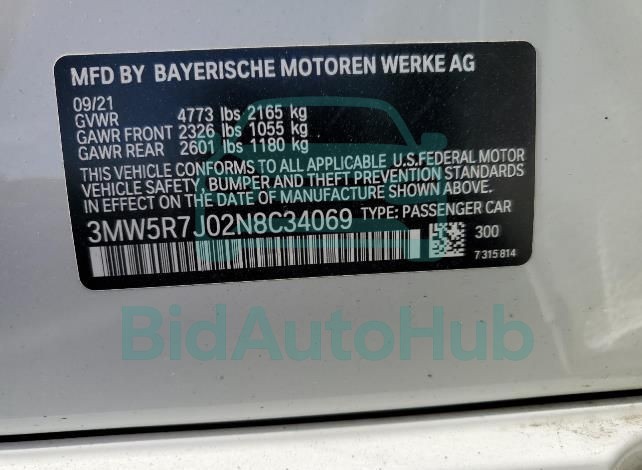 MFD BY BAYERISCHE MOTOREN WERKE AG
09/21
GVWR 4773 lbs 2165 kg
GAWR FRONT 2326 lbs 1055 kg
GAWR REAR 2601 lbs 1180 kg
THIS VEHICLE CONFORMS TO ALL APPLICABLE U.S.FEDERAL MOTOR
VEHICLE SAFETY, BUMPER AND THEFT PREVENTION STANDARDS
IN EFFECT ON THE DATE OF MANUFACTURE SHOWN ABOVE.
3MW5R7J02N8C34069 TYPE: PASSENGER CAR
300
7 315 814
BidAutoHub